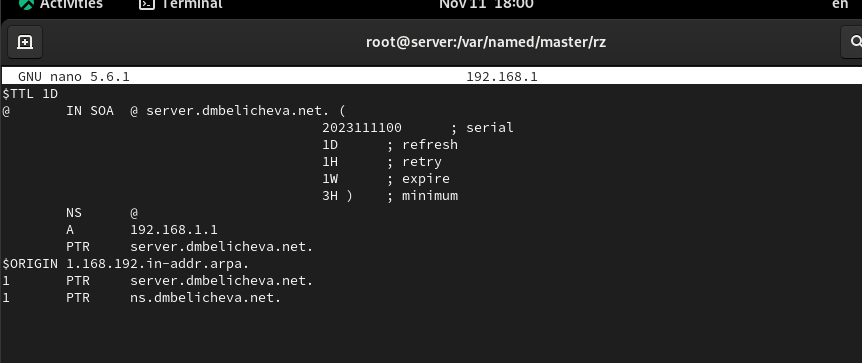 Activities Terminal Nov 11 18:00 en
root@server:/var/named/master/rz
GNU nano 5.6.1 192.168.1
$TTL 1D
@ IN SOA @ server.dmbelicheva.net. (
2023111100 ; serial
1D ; refresh
1H ; retry
1W ; expire
3H ) ; minimum
NS @
A 192.168.1.1
PTR server.dmbelicheva.net.
$ORIGIN 1.168.192.in-addr.arpa.
1 PTR server.dmbelicheva.net.
1 PTR ns.dmbelicheva.net.